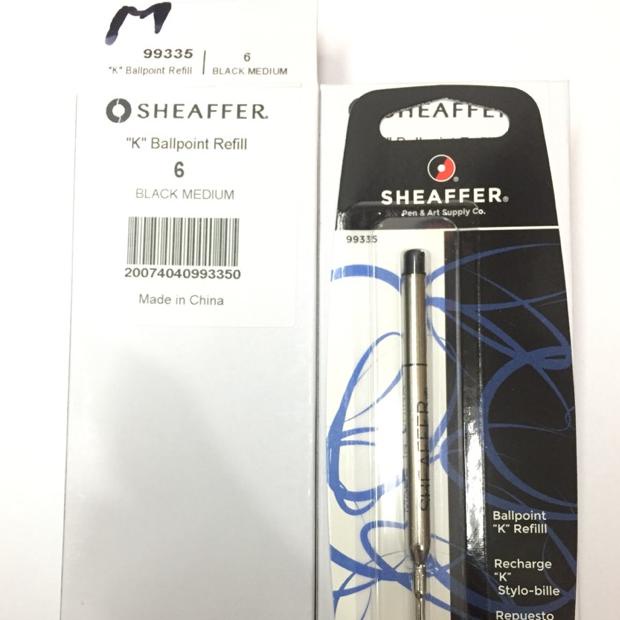 M
99335
"K" Ballpoint Refill
6
BLACK MEDIUM
SHEAFFER®
"K" Ballpoint Refill
6
BLACK MEDIUM
20074040993350
Made in China
SHEAFFER
SHEAFFER®
Pen & Art Supply Co.
99335
SHEAFFER
Ballpoint
"K" Refilll
Recharge
"K"
Stylo-bille
Repuesto